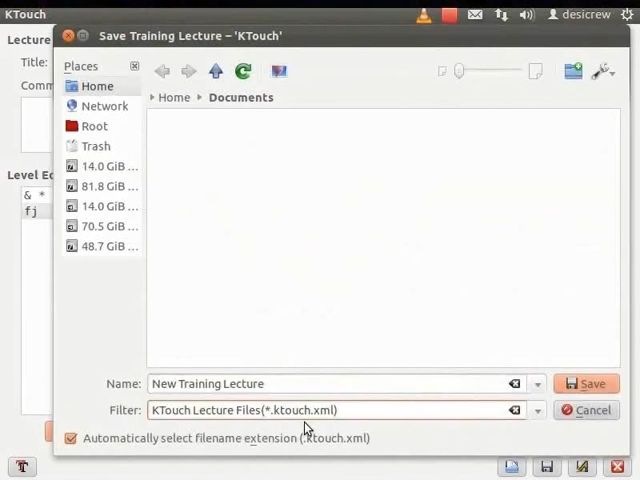 KTouch
desicrew
Save Training Lecture – 'KTouch'
Lecture
Title:
Comm
Level Ed
& *
fj
Places
Home
Network
Root
Trash
14.0 GiB ...
81.8 GiB ...
14.0 GiB ...
70.5 GiB ...
48.7 GiB ...
Home
Documents
Name:
New Training Lecture
Save
Filter:
KTouch Lecture Files(*.ktouch.xml)
Cancel
Automatically select filename extension (.ktouch.xml)